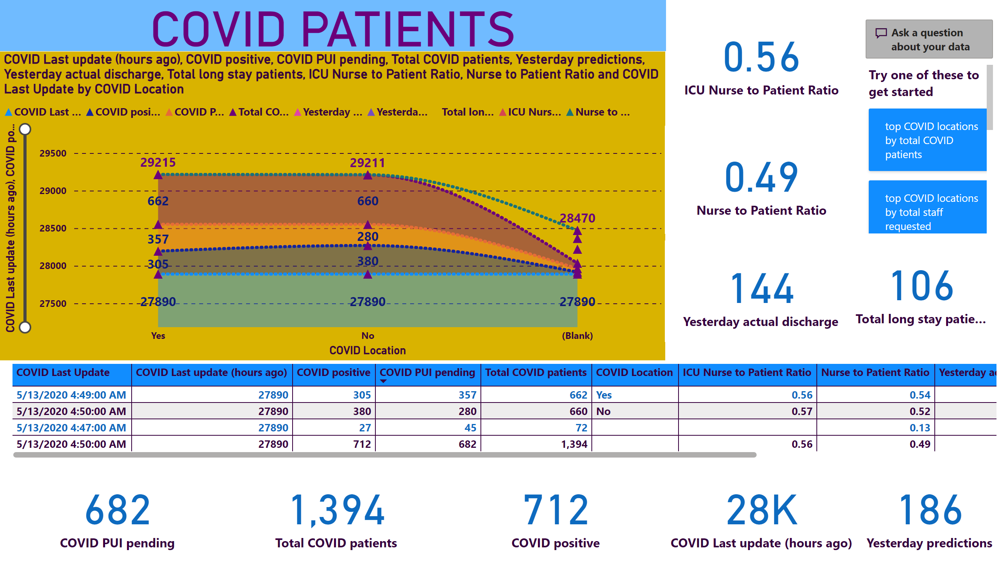 COVID PATIENTS
COVID Last update (hours ago), COVID positive, COVID PUI pending, Total COVID patients, Yesterday predictions,
Yesterday actual discharge, Total long stay patients, ICU Nurse to Patient Ratio, Nurse to Patient Ratio and COVID
Last Update by COVID Location
COVID Last ... COVID posi... COVID P... Total CO... Yesterday ... Yesterda... Total lon... ICU Nurs... Nurse to ...
COVID Last update (hours ago), COVID po...
29500
29000
28500
28000
27500
29215
29211
662
660
28470
357
280
305
380
27890
27890
27890
Yes
No
(Blank)
COVID Location
0.56
ICU Nurse to Patient Ratio
0.49
Nurse to Patient Ratio
144
Yesterday actual discharge
106
Total long stay patie...
Ask a question
about your data
Try one of these to
get started
top COVID locations
by total COVID
patients
top COVID locations
by total staff
requested
COVID Last Update COVID Last update (hours ago) COVID positive COVID PUI pending Total COVID patients COVID Location ICU Nurse to Patient Ratio Nurse to Patient Ratio Yesterday ac
5/13/2020 4:49:00 AM 27890 305 357 662 Yes 0.56 0.54
5/13/2020 4:50:00 AM 27890 380 280 660 No 0.57 0.52
5/13/2020 4:47:00 AM 27890 27 45 72 0.13
5/13/2020 4:50:00 AM 27890 712 682 1,394 0.56 0.49
682
COVID PUI pending
1,394
Total COVID patients
712
COVID positive
28K
COVID Last update (hours ago)
186
Yesterday predictions